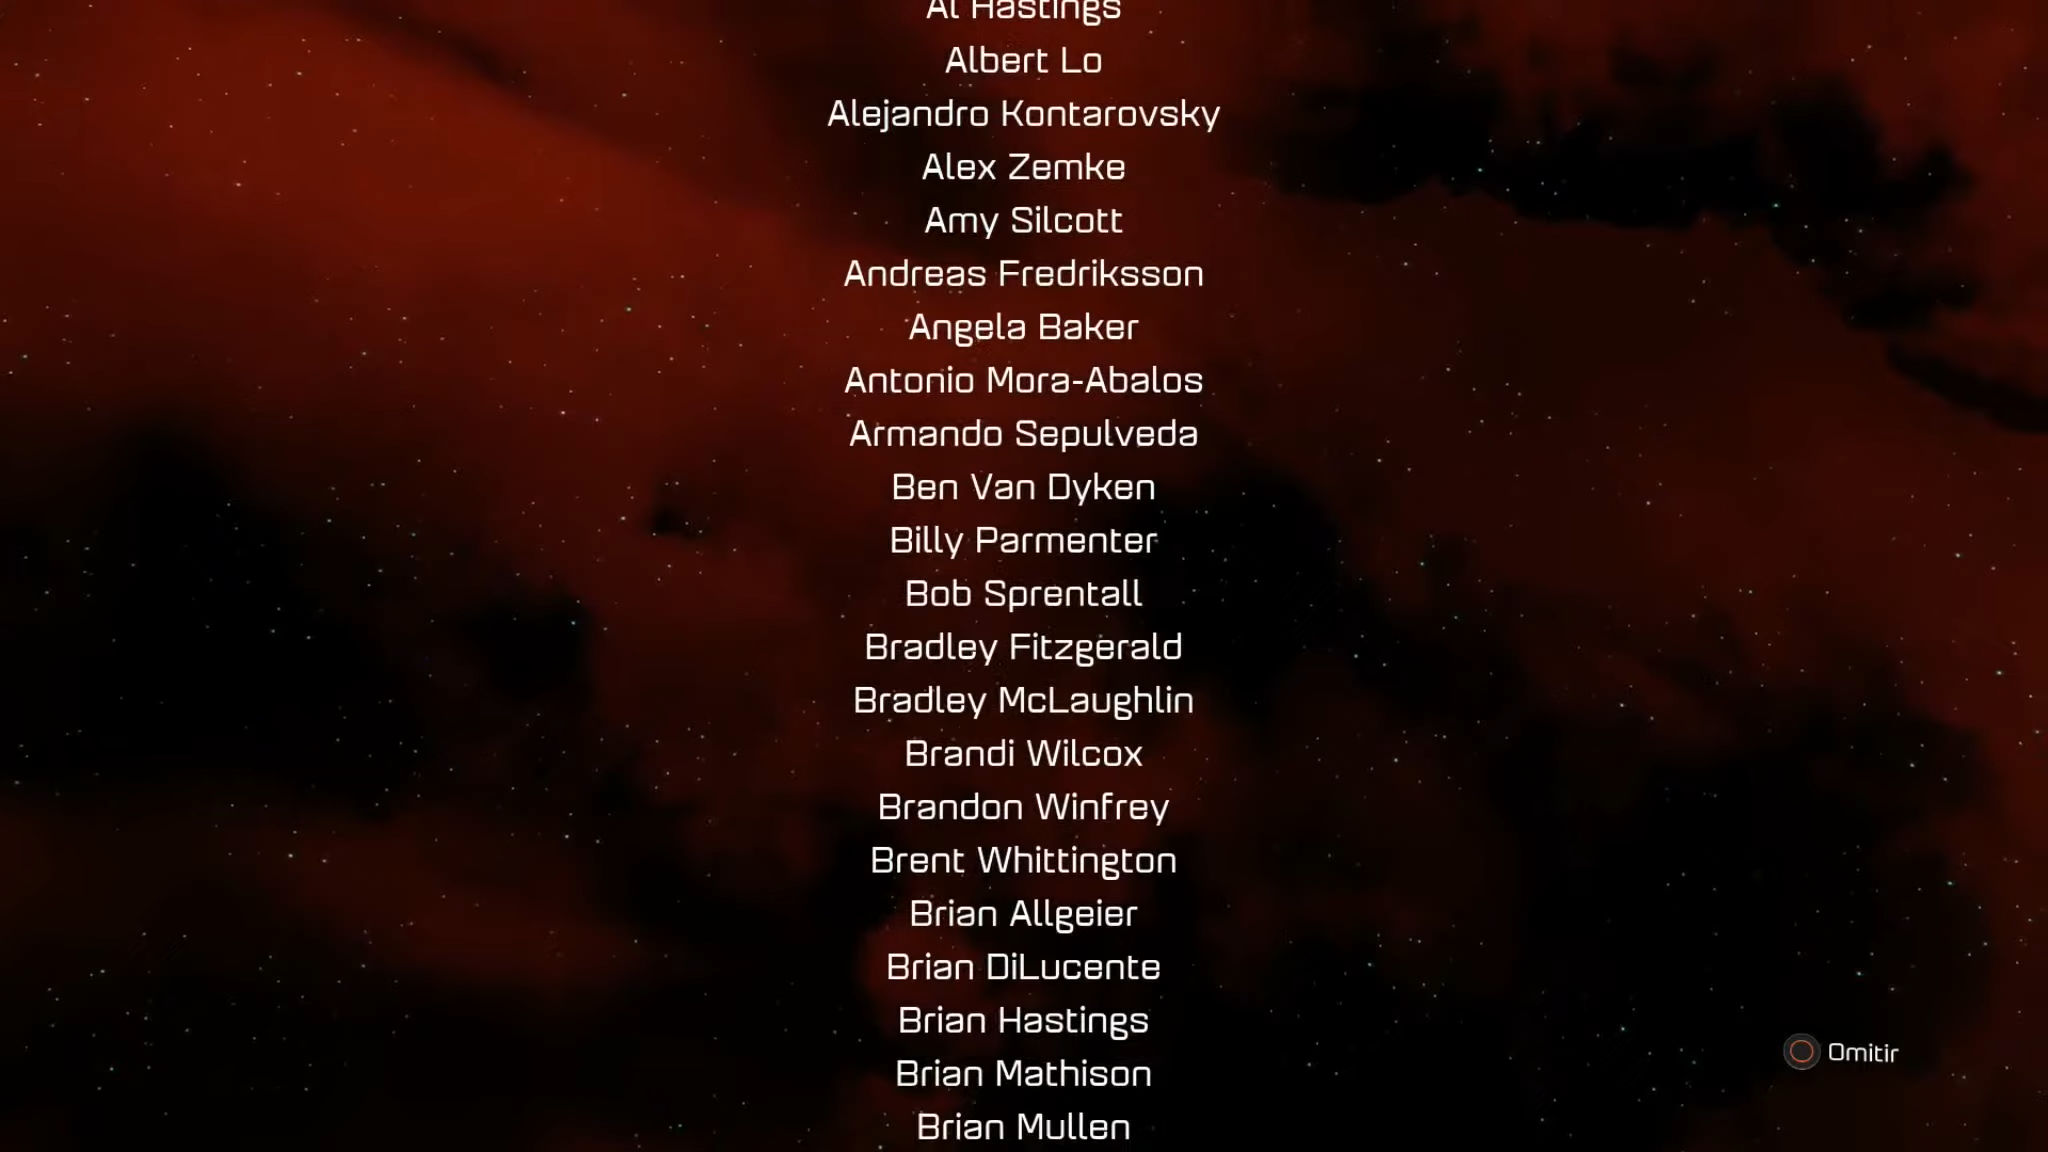 Al Hastings
Albert Lo
Alejandro Kontarovsky
Alex Zemke
Amy Silcott
Andreas Fredriksson
Angela Baker
Antonio Mora-Abalos
Armando Sepulveda
Ben Van Dyken
Billy Parmenter
Bob Sprentall
Bradley Fitzgerald
Bradley McLaughlin
Brandi Wilcox
Brandon Winfrey
Brent Whittington
Brian Allgeier
Brian DiLucente
Brian Hastings
Omitir
Brian Mathison
Brian Mullen